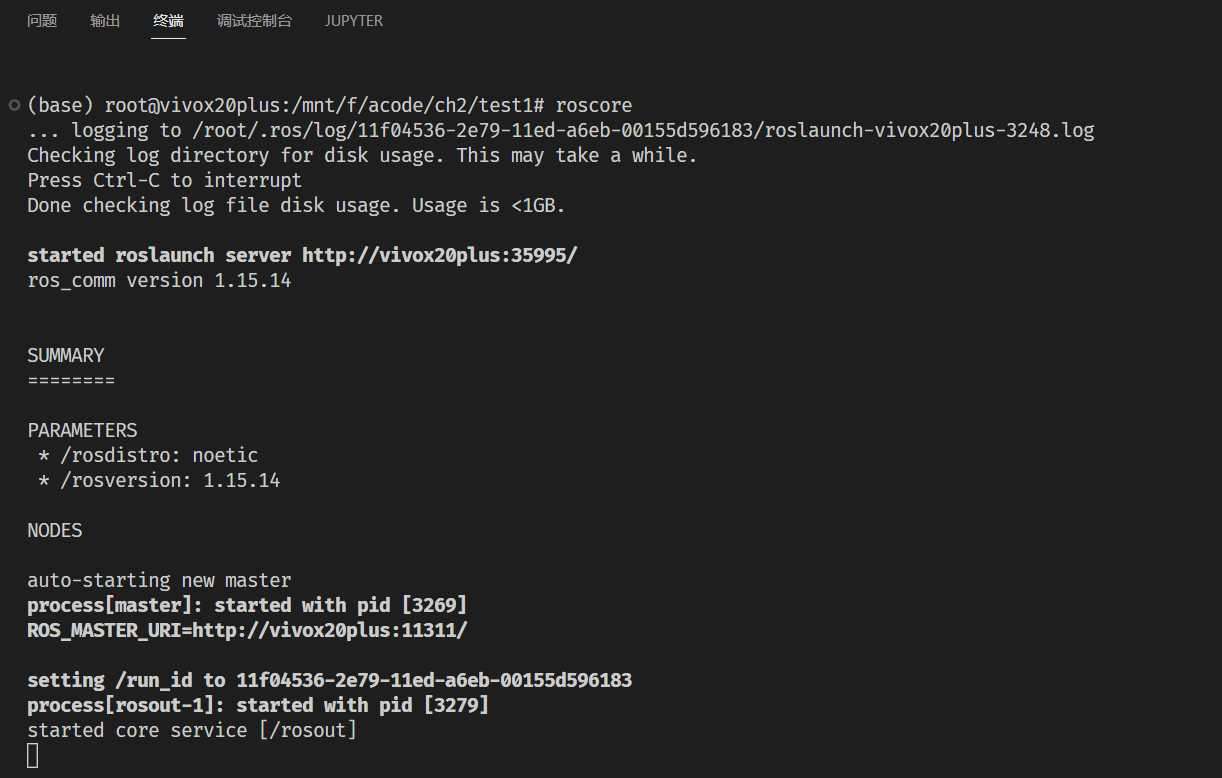 问题 输出 终端 调试控制台 JUPYTER
(base) root@vivox20plus:/mnt/f/acode/ch2/test1# roscore
... logging to /root/.ros/log/11f04536-2e79-11ed-a6eb-00155d596183/roslaunch-vivox20plus-3248.log
Checking log directory for disk usage. This may take a while.
Press Ctrl-C to interrupt
Done checking log file disk usage. Usage is <1GB.
started roslaunch server http://vivox20plus:35995/
ros_comm version 1.15.14
SUMMARY
========
PARAMETERS
* /rosdistro: noetic
* /rosversion: 1.15.14
NODES
auto-starting new master
process[master]: started with pid [3269]
ROS_MASTER_URI=http://vivox20plus:11311/
setting /run_id to 11f04536-2e79-11ed-a6eb-00155d596183
process[rosout-1]: started with pid [3279]
started core service [/rosout]